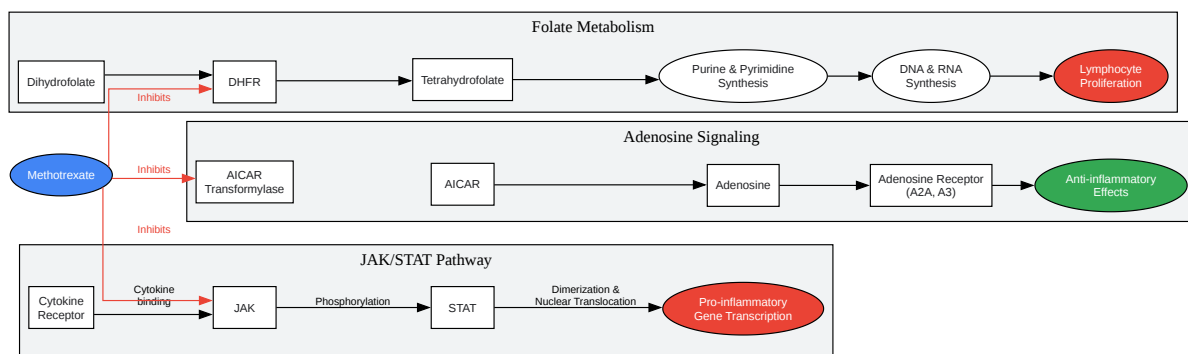 Folate Metabolism
Dihydrofolate
DHFR
Tetrahydrofolate
Purine & Pyrimidine
Synthesis
DNA & RNA
Synthesis
Lymphocyte
Proliferation
Inhibits
Adenosine Signaling
Methotrexate
Inhibits
AICAR
Transformylase
AICAR
Adenosine
Adenosine Receptor
(A2A, A3)
Anti-inflammatory
Effects
Inhibits
JAK/STAT Pathway
Cytokine
Receptor
Cytokine
binding
JAK
Phosphorylation
STAT
Dimerization &
Nuclear Translocation
Pro-inflammatory
Gene Transcription